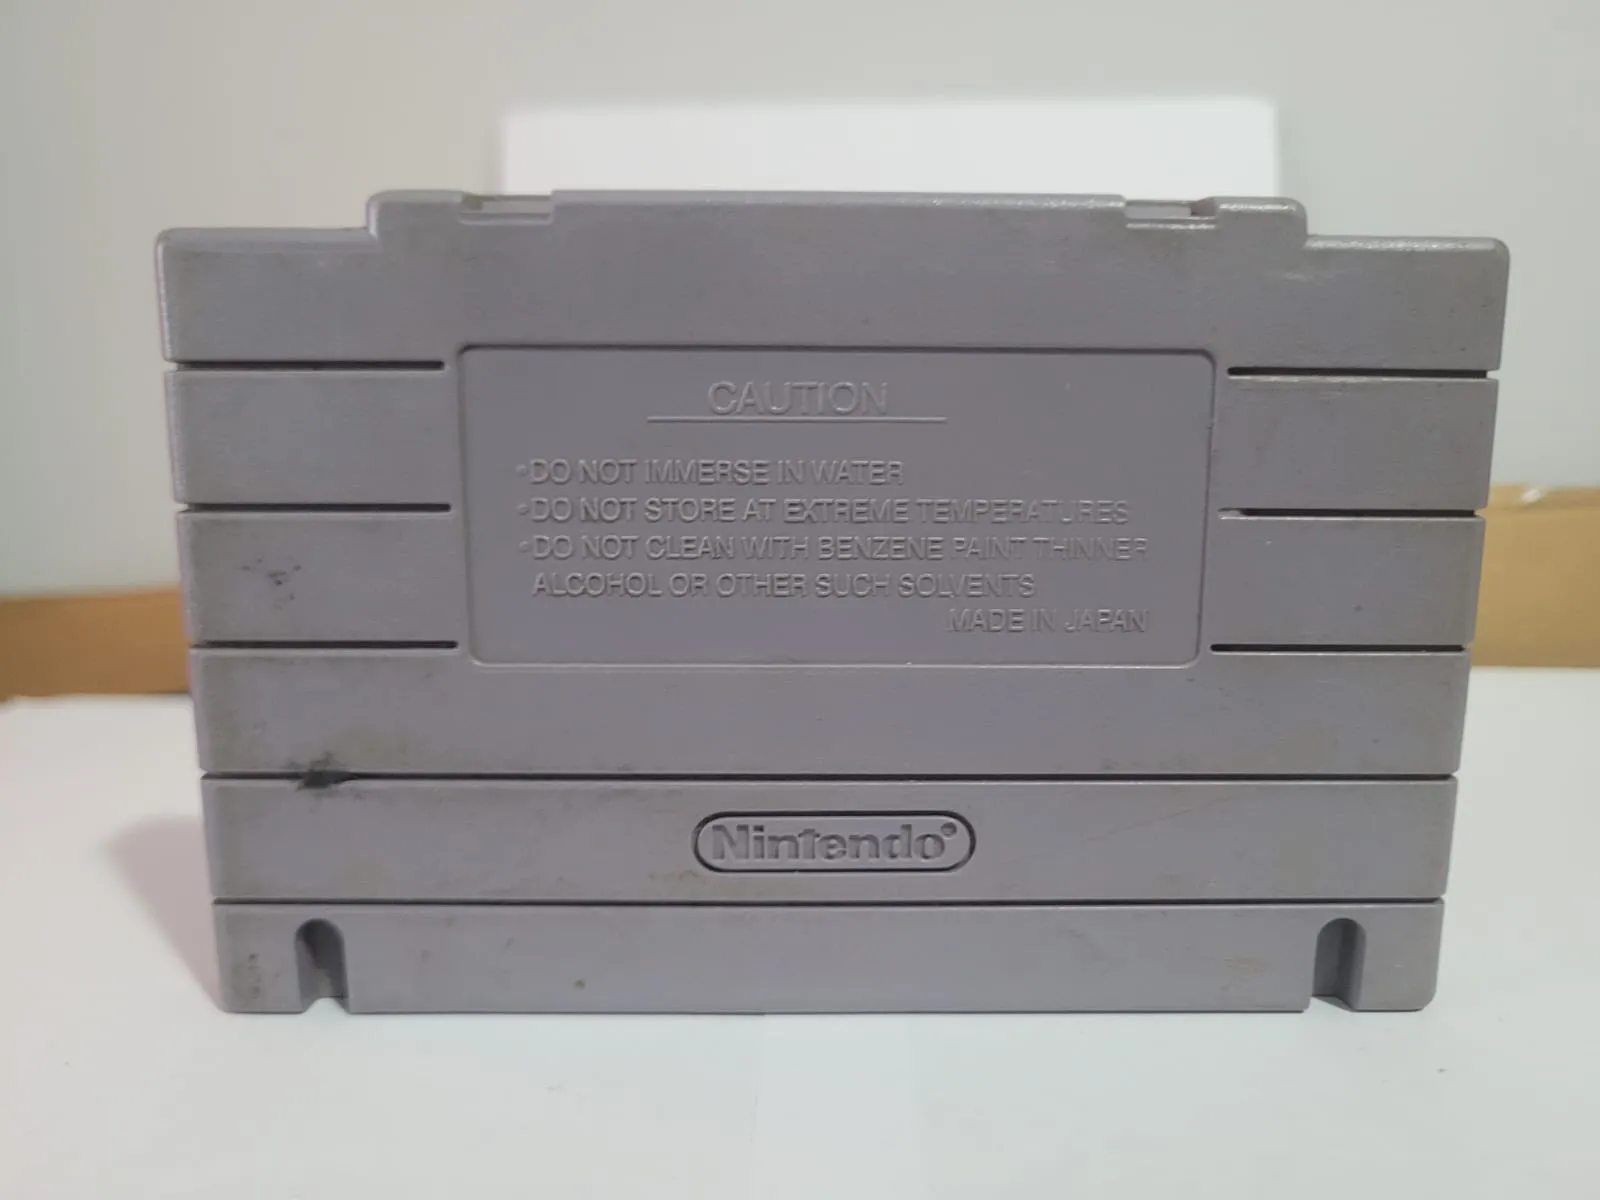 CAUTION
•DO NOT IMMERSE IN WATER
•DO NOT STORE AT EXTREME TEMPERATURES
•DO NOT CLEAN WITH BENZENE PAINT THINNER
ALCOHOL OR OTHER SUCH SOLVENTS
MADE IN JAPAN
Nintendo®